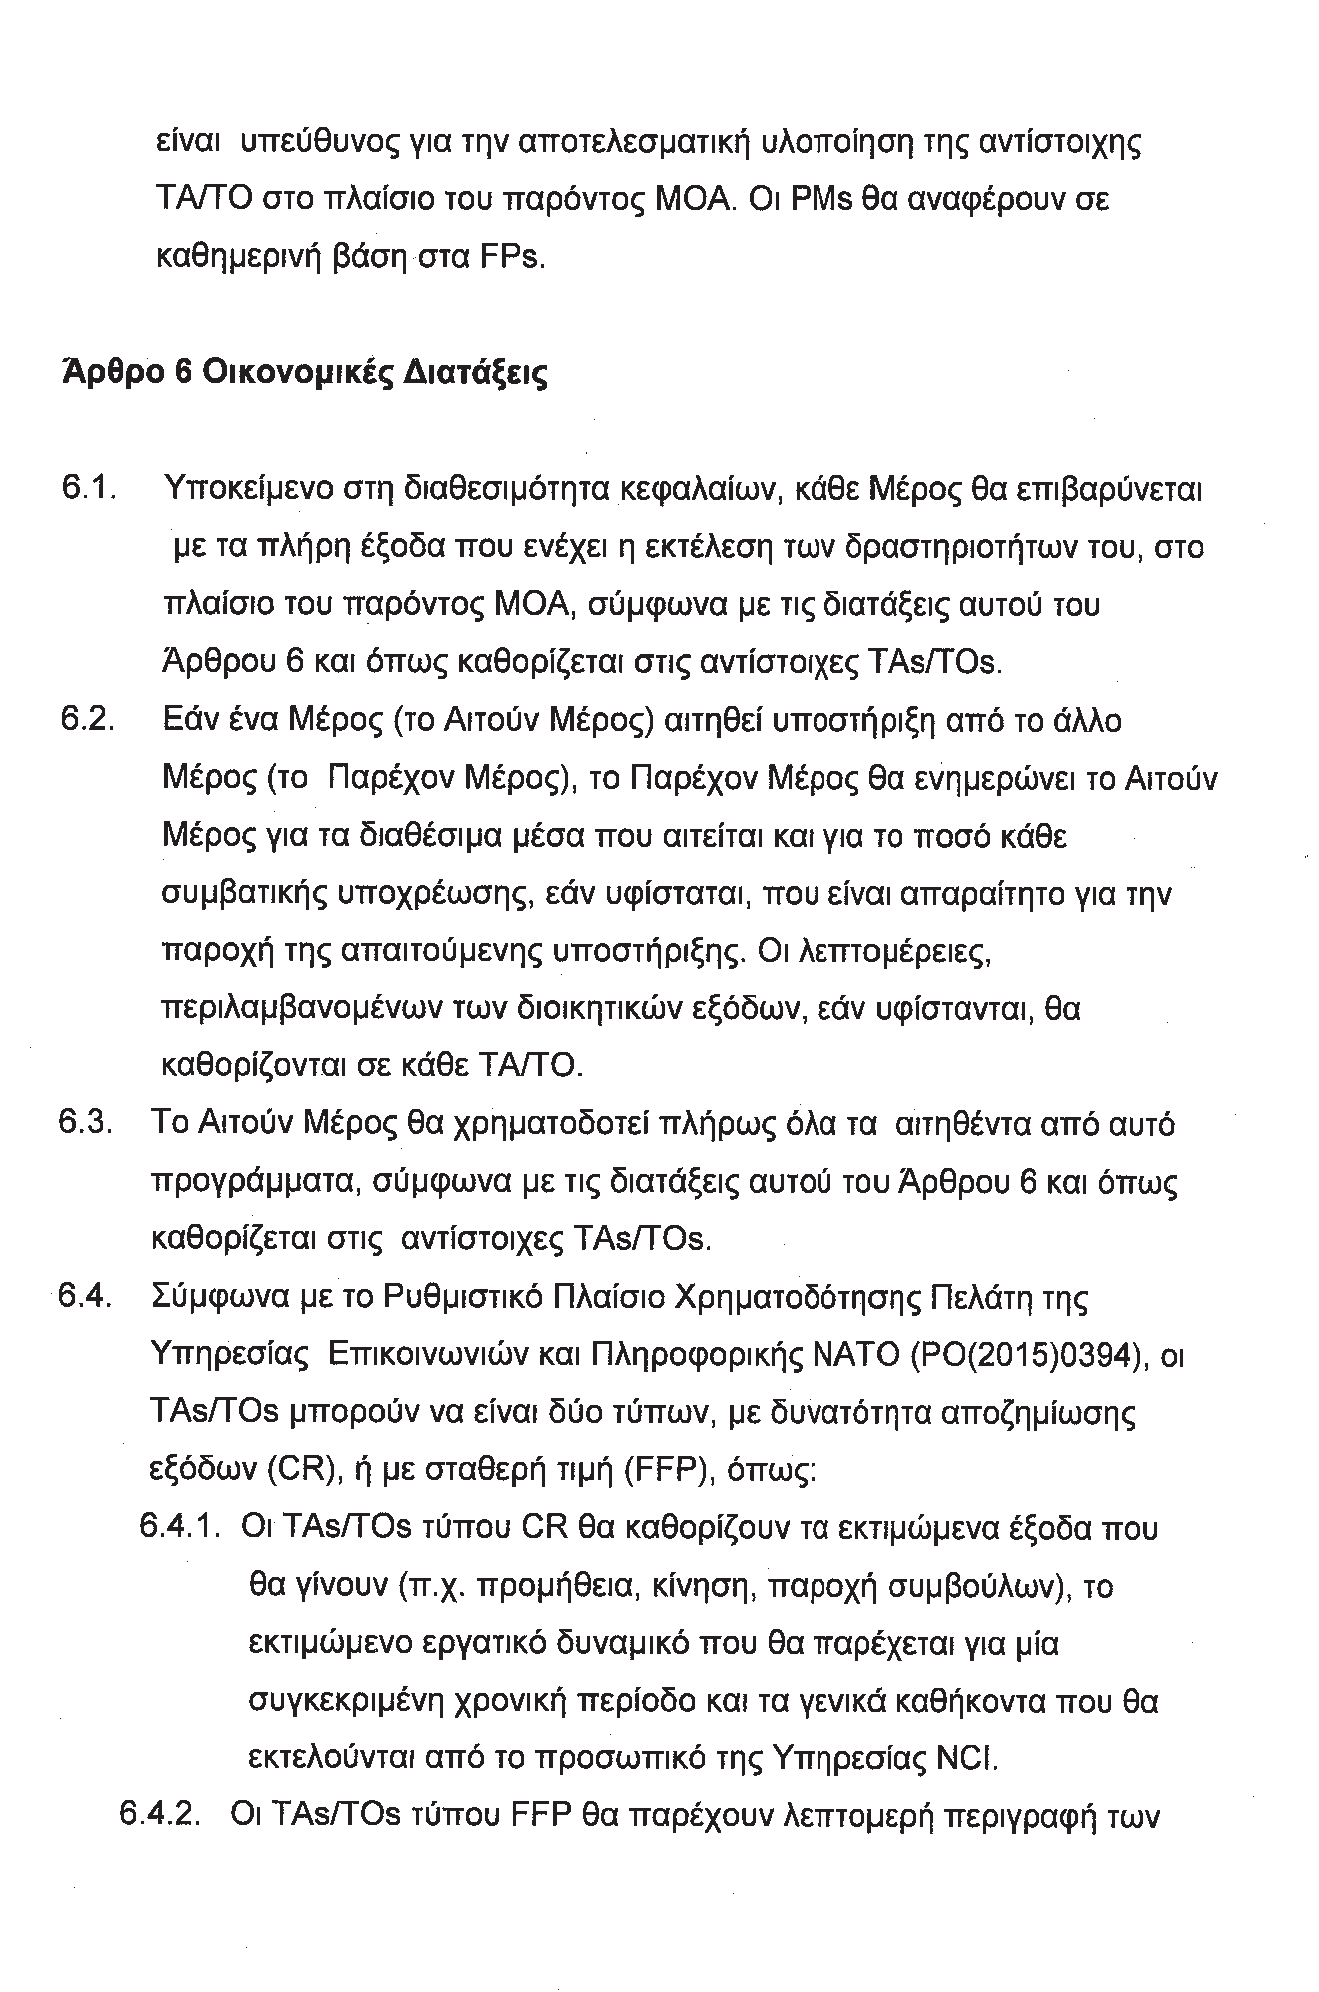 είναι υπεύθυνος για την αποτελεσματική υλοποίηση της αντίστοιχης
TA/TO στο πλαίσιο του παρόντος MOA. Οι PMs θα αναφέρουν σε
καθημερινή βάση στα FPs.
Άρθρο 6 Οικονομικές Διατάξεις
6.1. Υποκείμενο στη διαθεσιμότητα κεφαλαίων, κάθε Μέρος θα επιβαρύνεται
με τα πλήρη έξοδα που ενέχει η εκτέλεση των δραστηριοτήτων του, στο
πλαίσιο του παρόντος MOA, σύμφωνα με τις διατάξεις αυτού του
Άρθρου 6 και όπως καθορίζεται στις αντίστοιχες TAs/TOs.
6.2. Εάν ένα Μέρος (το Αιτούν Μέρος) αιτηθεί υποστήριξη από το άλλο
Μέρος (το Παρέχον Μέρος), το Παρέχον Μέρος θα ενημερώνει το Αιτούν
Μέρος για τα διαθέσιμα μέσα που αιτείται και για το ποσό κάθε
συμβατικής υποχρέωσης, εάν υφίσταται, που είναι απαραίτητο για την
παροχή της απαιτούμενης υποστήριξης. Οι λεπτομέρειες,
περιλαμβανομένων των διοικητικών εξόδων, εάν υφίστανται, θα
καθορίζονται σε κάθε TA/TO.
6.3. Το Αιτούν Μέρος θα χρηματοδοτεί πλήρως όλα τα αιτηθέντα από αυτό
προγράμματα, σύμφωνα με τις διατάξεις αυτού του Άρθρου 6 και όπως
καθορίζεται στις αντίστοιχες TAs/TOs.
6.4. Σύμφωνα με το Ρυθμιστικό Πλαίσιο Χρηματοδότησης Πελάτη της
Υπηρεσίας Επικοινωνιών και Πληροφορικής ΝΑΤΟ (PO(2015)0394), οι
TAs/TOs μπορούν να είναι δύο τύπων, με δυνατότητα αποζημίωσης
εξόδων (CR), ή με σταθερή τιμή (FFP), όπως:
6.4.1. Οι TAs/TOs τύπου CR θα καθορίζουν τα εκτιμώμενα έξοδα που
θα γίνουν (π.χ. προμήθεια, κίνηση, παροχή συμβούλων), το
εκτιμώμενο εργατικό δυναμικό που θα παρέχεται για μία
συγκεκριμένη χρονική περίοδο και τα γενικά καθήκοντα που θα
εκτελούνται από το προσωπικό της Υπηρεσίας NCI.
6.4.2. Οι TAs/TOs τύπου FFP θα παρέχουν λεπτομερή περιγραφή των